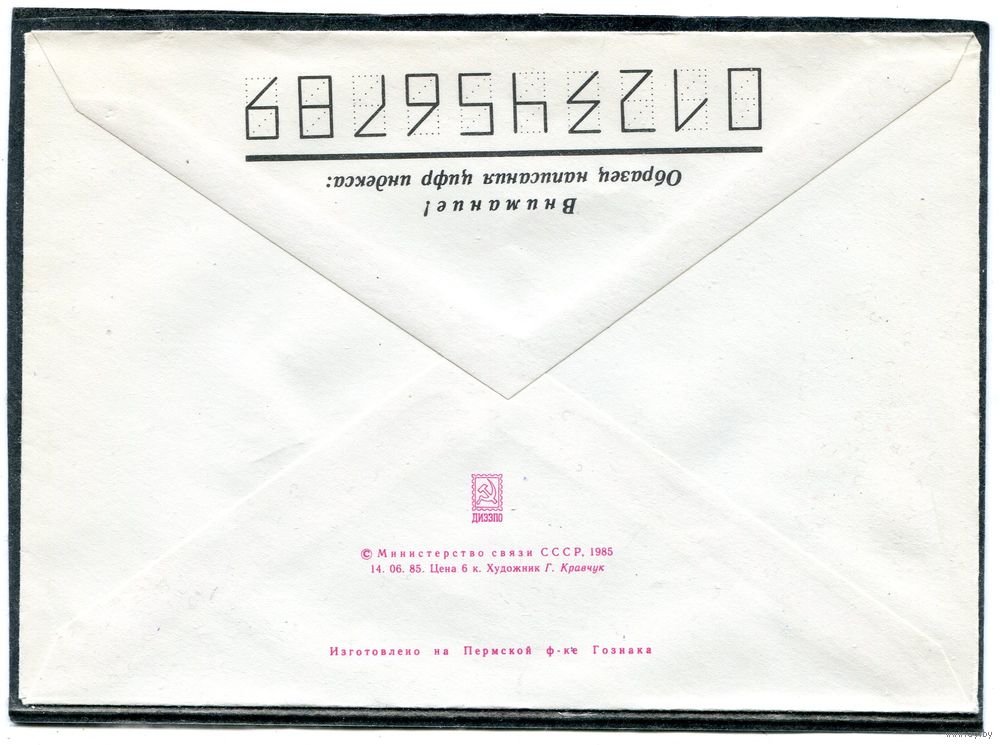 Внимание!
Образец написания цифр индекса:
0123456789
ДИЭЗПО
© Министерство связи СССР, 1985
14. 06. 85. Цена 6 к. Художник Г. Кравчук
Изготовлено на Пермской ф-ке Гознака